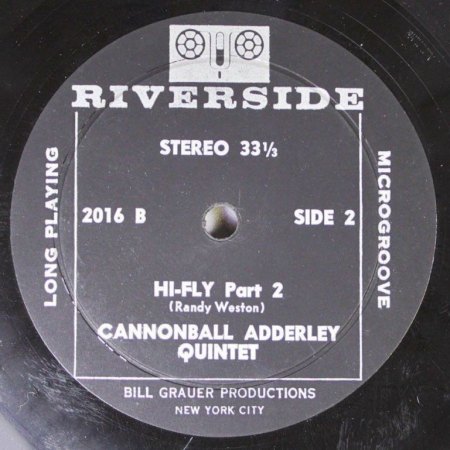 RIVERSIDE
STEREO 33⅓
LONG PLAYING
MICROGROOVE
2016 B SIDE 2
HI-FLY Part 2
(Randy Weston)
CANNONBALL ADDERLEY
QUINTET
BILL GRAUER PRODUCTIONS
NEW YORK CITY